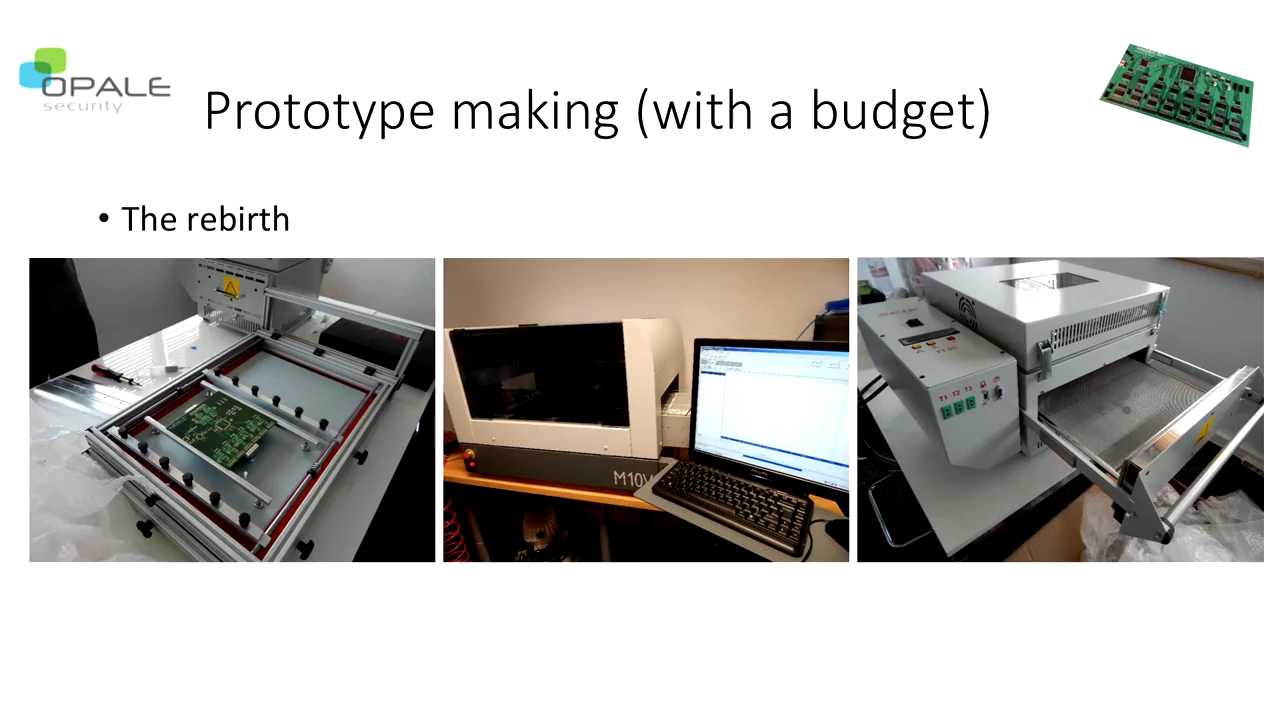 OPALE
security
Prototype making (with a budget)
• The rebirth
M10V
T1 T2 T3